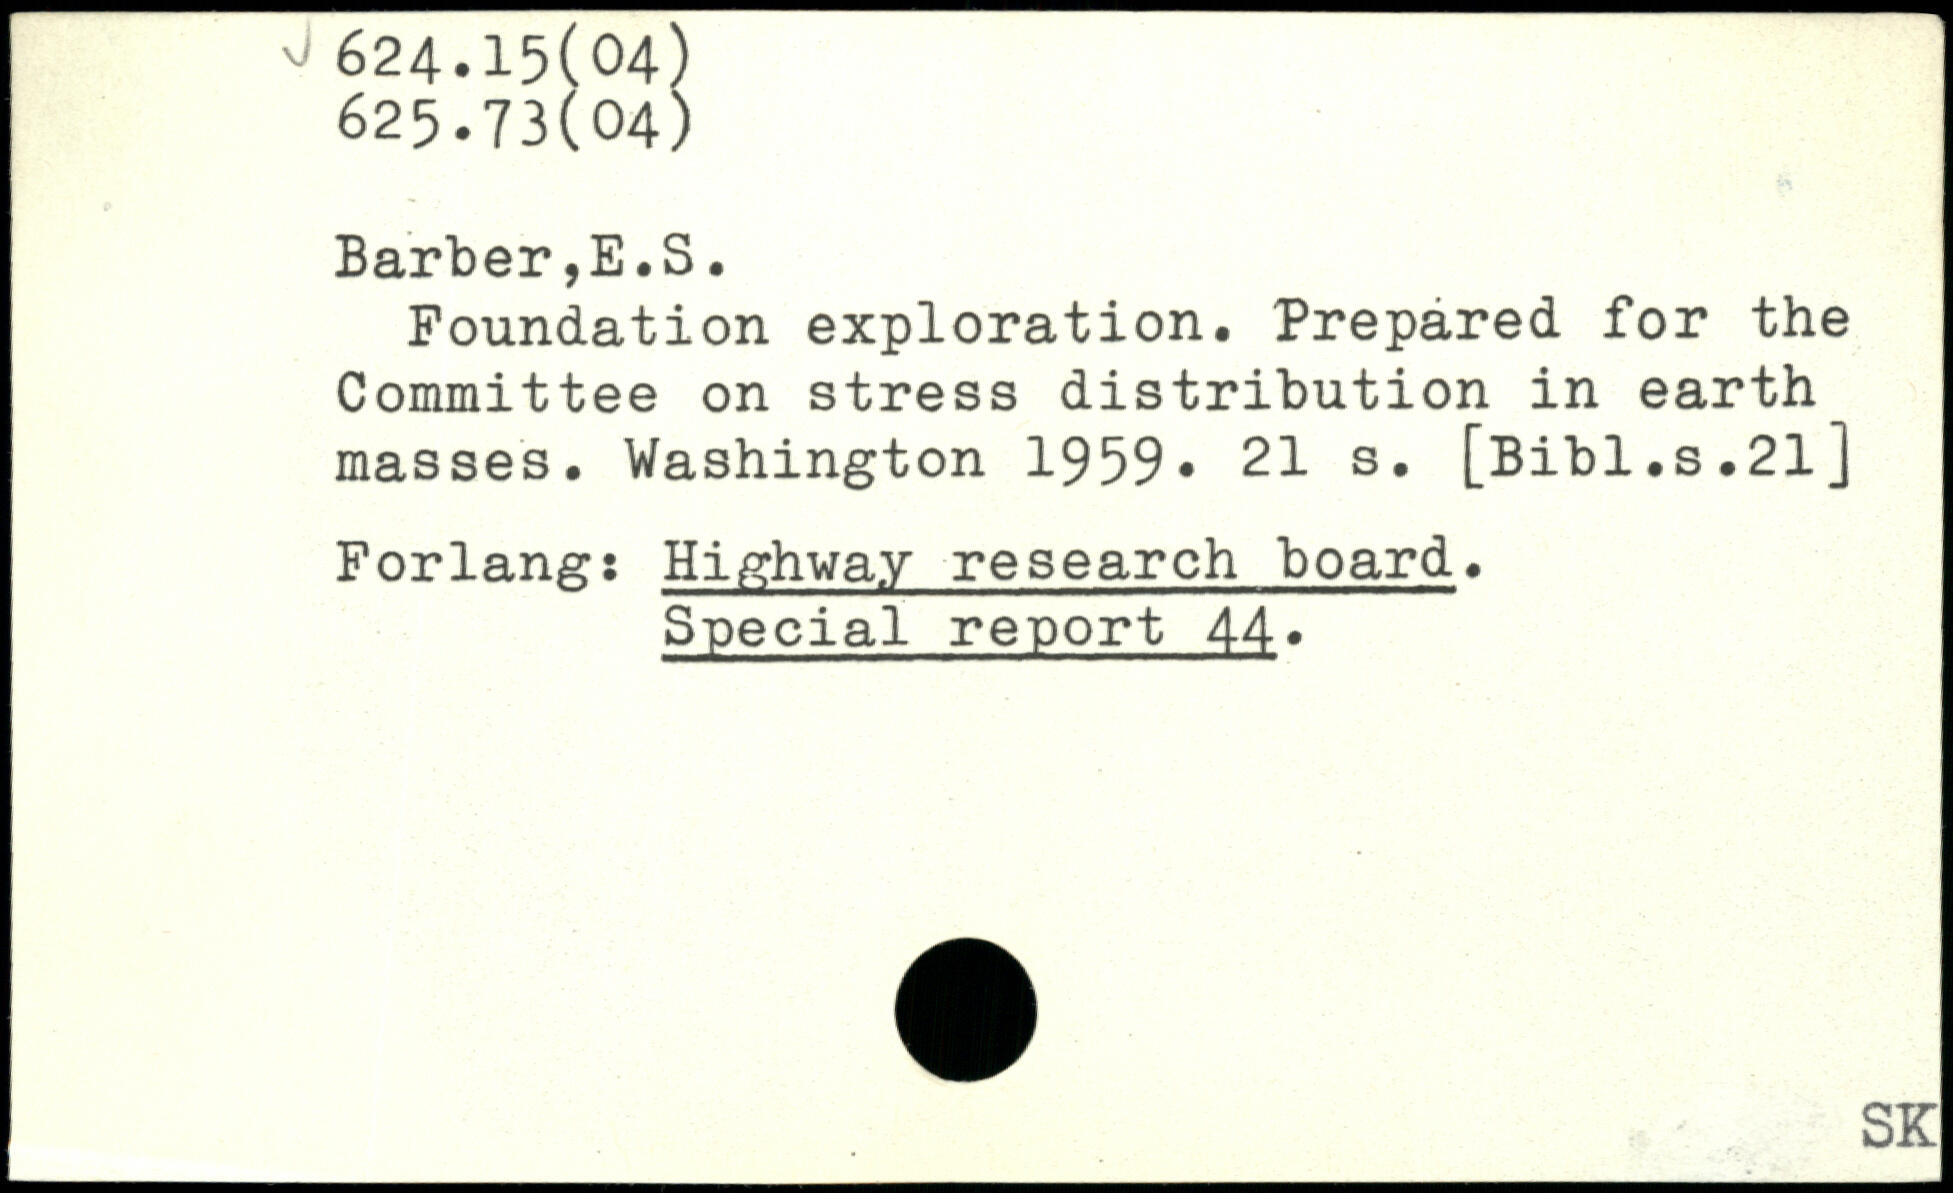 624.15(04)
625.73(04)
Barber,E.S.
Foundation exploration. Prepared for the
Committee on stress distribution in earth
masses. Washington 1959. 21 s. [Bibl.s.21]
Forlang: Highway research board.
Special report 44.
SK